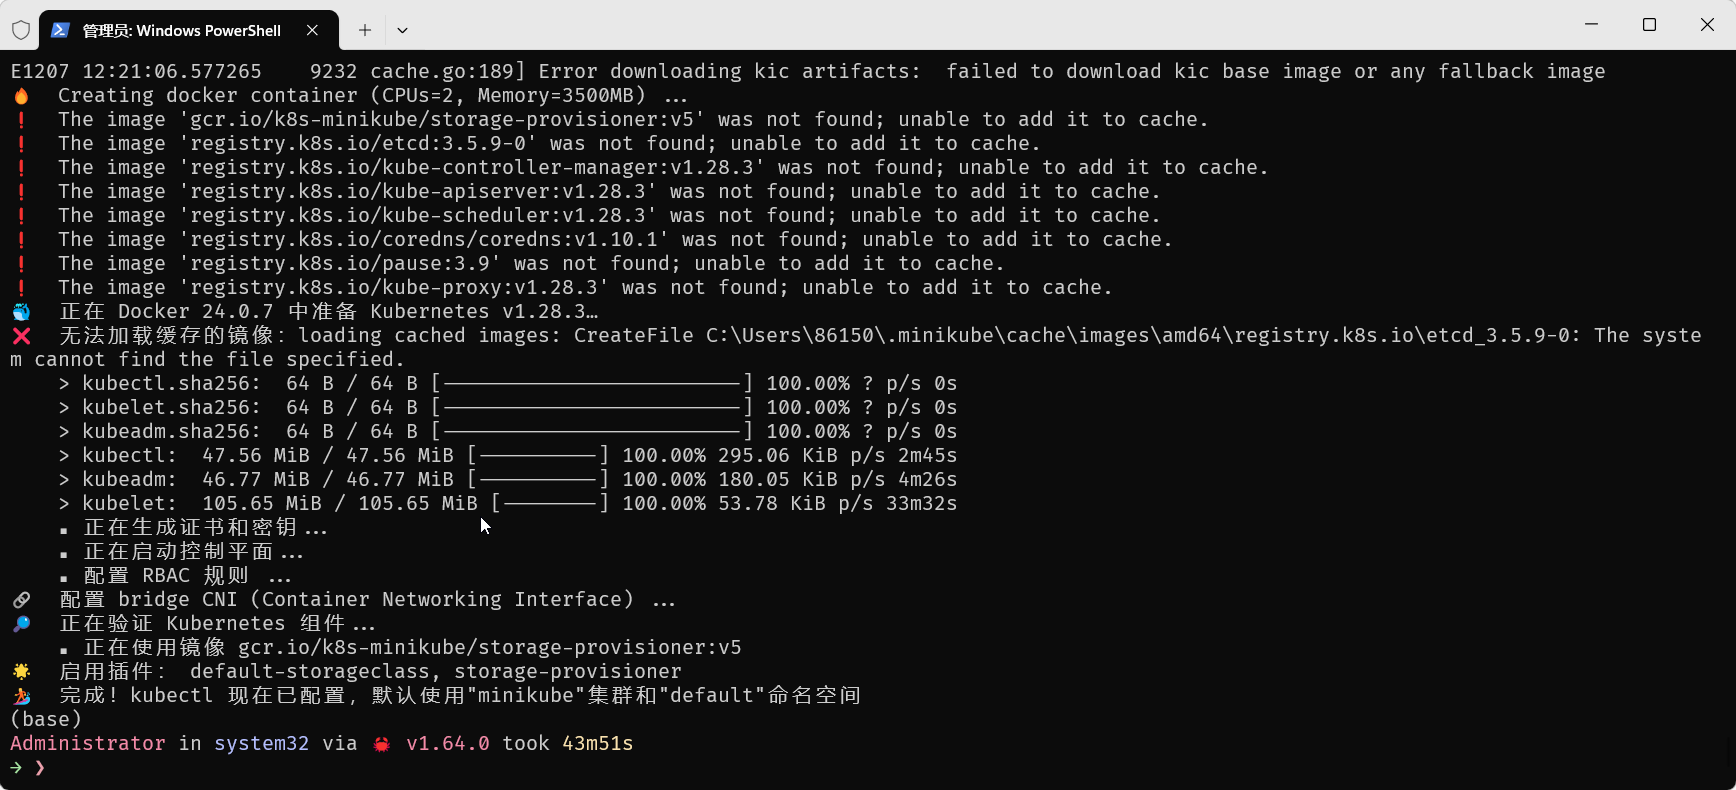 管理员: Windows PowerShell
E1207 12:21:06.577265    9232 cache.go:189] Error downloading kic artifacts:  failed to download kic base image or any fallback image
Creating docker container (CPUs=2, Memory=3500MB) ...
The image 'gcr.io/k8s-minikube/storage-provisioner:v5' was not found; unable to add it to cache.
The image 'registry.k8s.io/etcd:3.5.9-0' was not found; unable to add it to cache.
The image 'registry.k8s.io/kube-controller-manager:v1.28.3' was not found; unable to add it to cache.
The image 'registry.k8s.io/kube-apiserver:v1.28.3' was not found; unable to add it to cache.
The image 'registry.k8s.io/kube-scheduler:v1.28.3' was not found; unable to add it to cache.
The image 'registry.k8s.io/coredns/coredns:v1.10.1' was not found; unable to add it to cache.
The image 'registry.k8s.io/pause:3.9' was not found; unable to add it to cache.
The image 'registry.k8s.io/kube-proxy:v1.28.3' was not found; unable to add it to cache.
正在 Docker 24.0.7 中准备 Kubernetes v1.28.3…
无法加载缓存的镜像: loading cached images: CreateFile C:\Users\86150\.minikube\cache\images\amd64\registry.k8s.io\etcd_3.5.9-0: The syste
m cannot find the file specified.
> kubectl.sha256:  64 B / 64 B [-------------------------] 100.00% ? p/s 0s
> kubelet.sha256:  64 B / 64 B [-------------------------] 100.00% ? p/s 0s
> kubeadm.sha256:  64 B / 64 B [-------------------------] 100.00% ? p/s 0s
> kubectl:  47.56 MiB / 47.56 MiB [----------] 100.00% 295.06 KiB p/s 2m45s
> kubeadm:  46.77 MiB / 46.77 MiB [----------] 100.00% 180.05 KiB p/s 4m26s
> kubelet:  105.65 MiB / 105.65 MiB [--------] 100.00% 53.78 KiB p/s 33m32s
▪ 正在生成证书和密钥...
▪ 正在启动控制平面...
▪ 配置 RBAC 规则 ...
配置 bridge CNI (Container Networking Interface) ...
正在验证 Kubernetes 组件...
▪ 正在使用镜像 gcr.io/k8s-minikube/storage-provisioner:v5
启用插件： default-storageclass, storage-provisioner
完成！kubectl 现在已配置，默认使用"minikube"集群和"default"命名空间
(base)
Administrator in system32 via 🦀 v1.64.0 took 43m51s
→ ❯